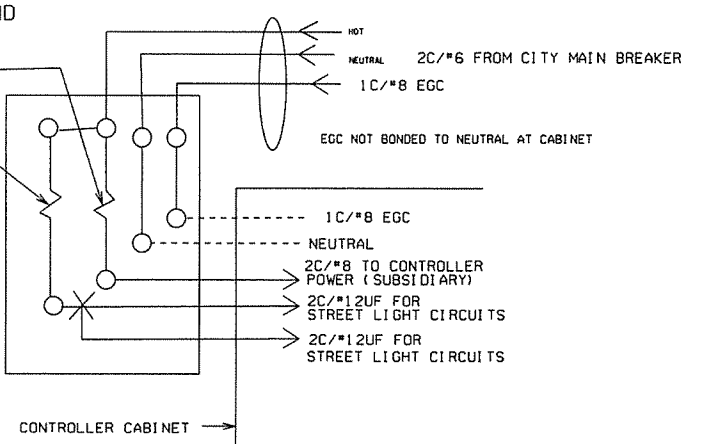 HOT
NEUTRAL 2C/#6 FROM CITY MAIN BREAKER
1C/#8 EGC
EGC NOT BONDED TO NEUTRAL AT CABINET
1C/#8 EGC
NEUTRAL
2C/#8 TO CONTROLLER
POWER (SUBSIDIARY)
2C/#12UF FOR
STREET LIGHT CIRCUITS
2C/#12UF FOR
STREET LIGHT CIRCUITS
CONTROLLER CABINET